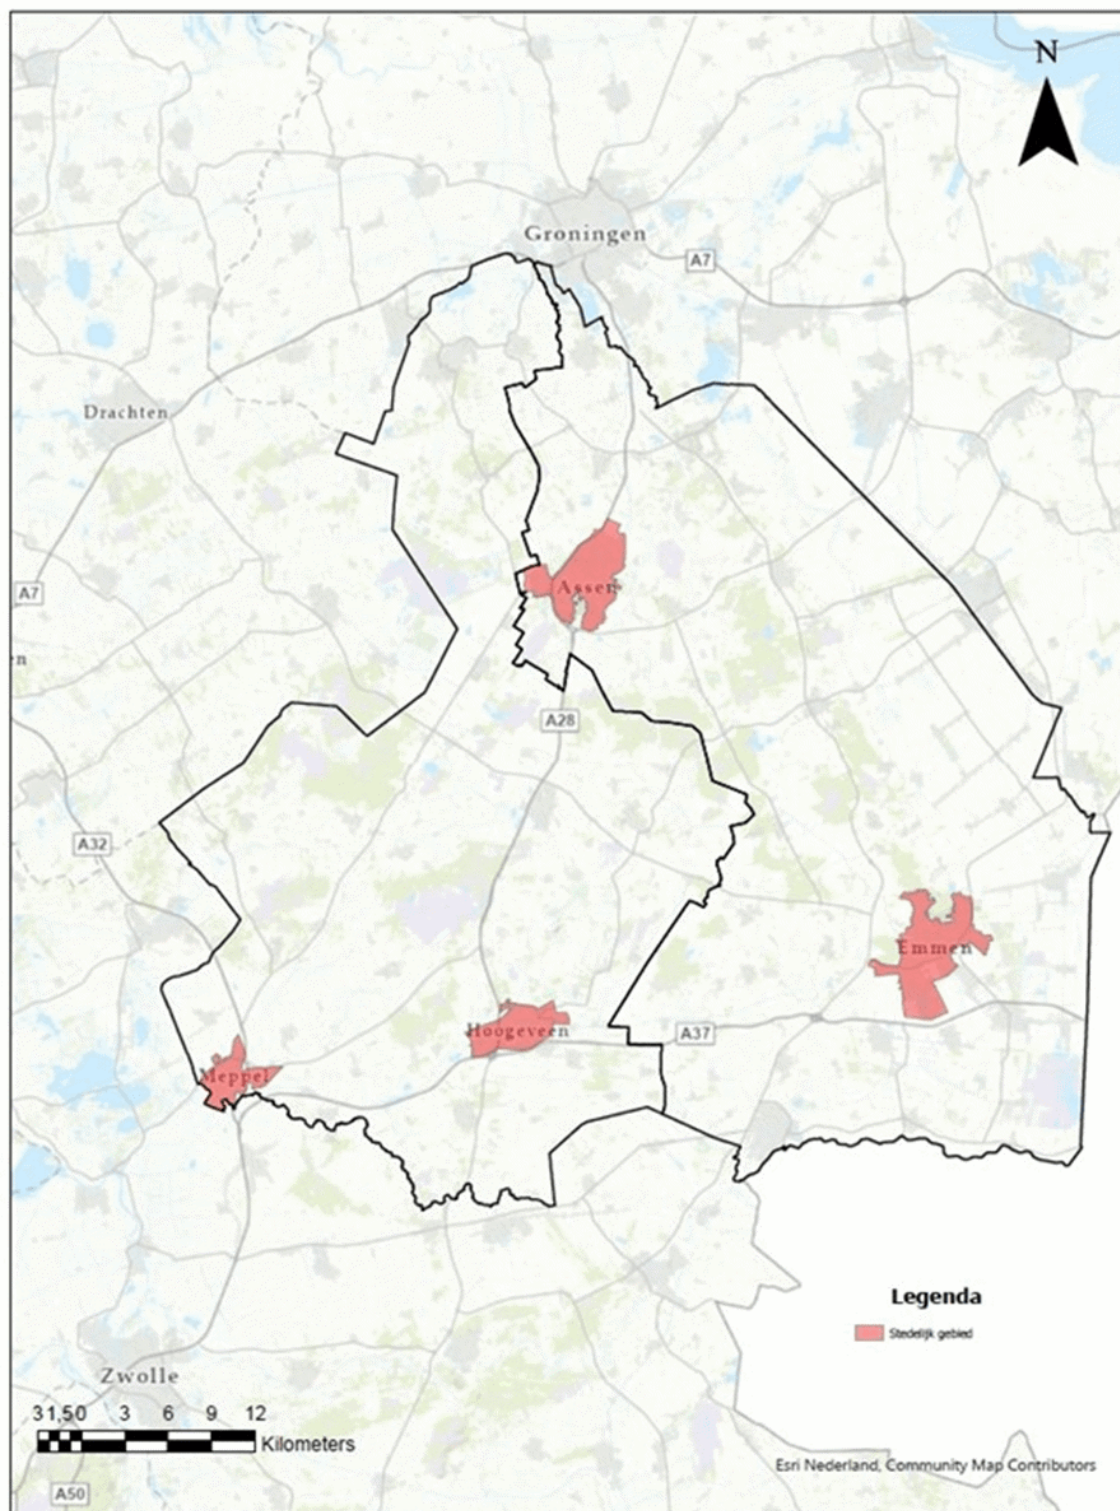 N
Groningen
A7
Drachten
A7
Assen
n
A28
A32
Emmen
Hoogeveen
A37
Meppel
Legenda
Stedelijk gebied
Zwolle
3 1,5 0 3 6 9 12
Kilometers
Esri Nederland, Community Map Contributors
A50